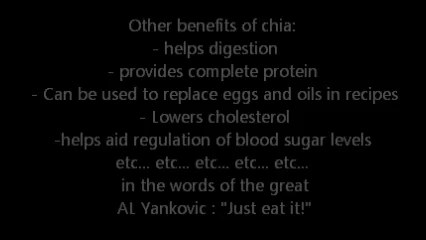 Other benefits of chia:
- helps digestion
- provides complete protein
- Can be used to replace eggs and oils in recipes
- Lowers cholesterol
-helps aid regulation of blood sugar levels
etc... etc... etc... etc... etc...
in the words of the great
AL Yankovic : "Just eat it!"